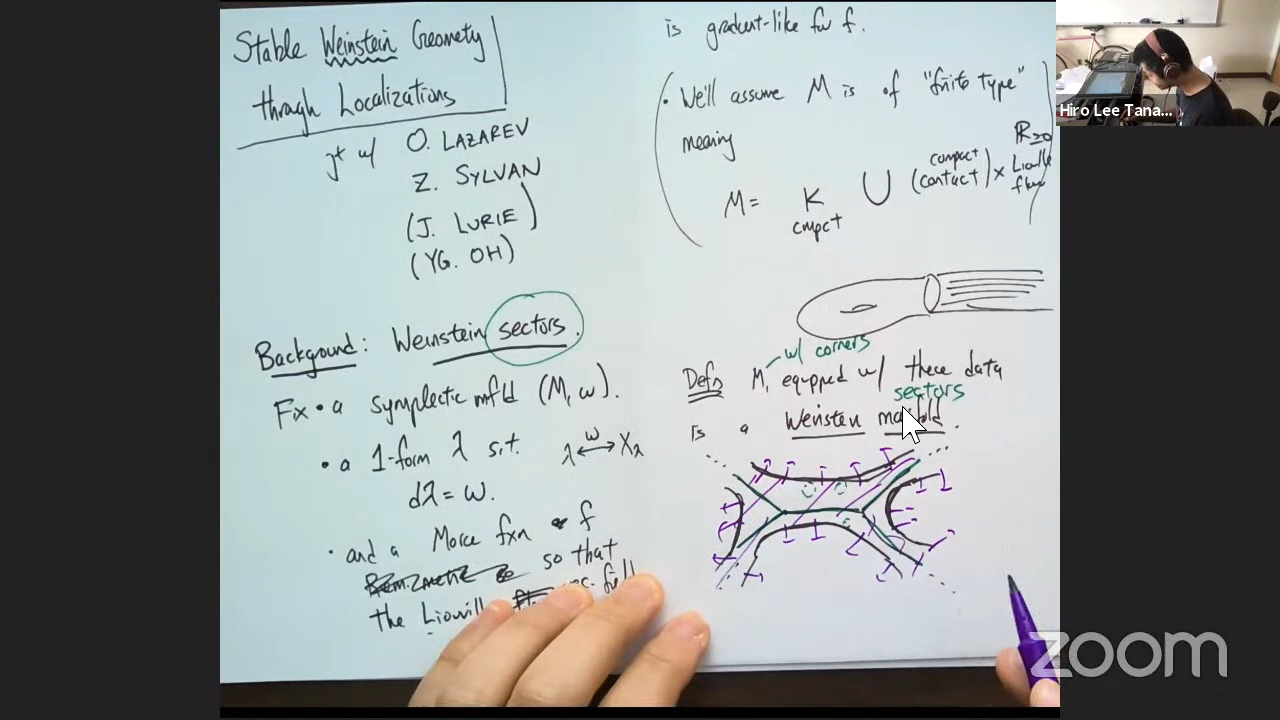 Stable Weinstein Geometry
through Localizations
jt w/ O. LAZAREV
Z. SYLVAN
(J. LURIE)
(YG. OH)
Background: Weinstein sectors.
Fix • a symplectic mfld (M, ω).
• a 1-form λ s.t. λ ω ↔ Xλ
dλ = ω.
• and a Morse fxn f
so that
the Liouville
is gradient-like for f.
• We'll assume M is of "finite type"
meaning
M = K ∪ (contact) × Liouville
cmpct
compact
R≥0
flow
w/ corners
Defn M, equipped w/ these data
sectors
is a Weinstein manifold.
Hiro Lee Tana...
zoom